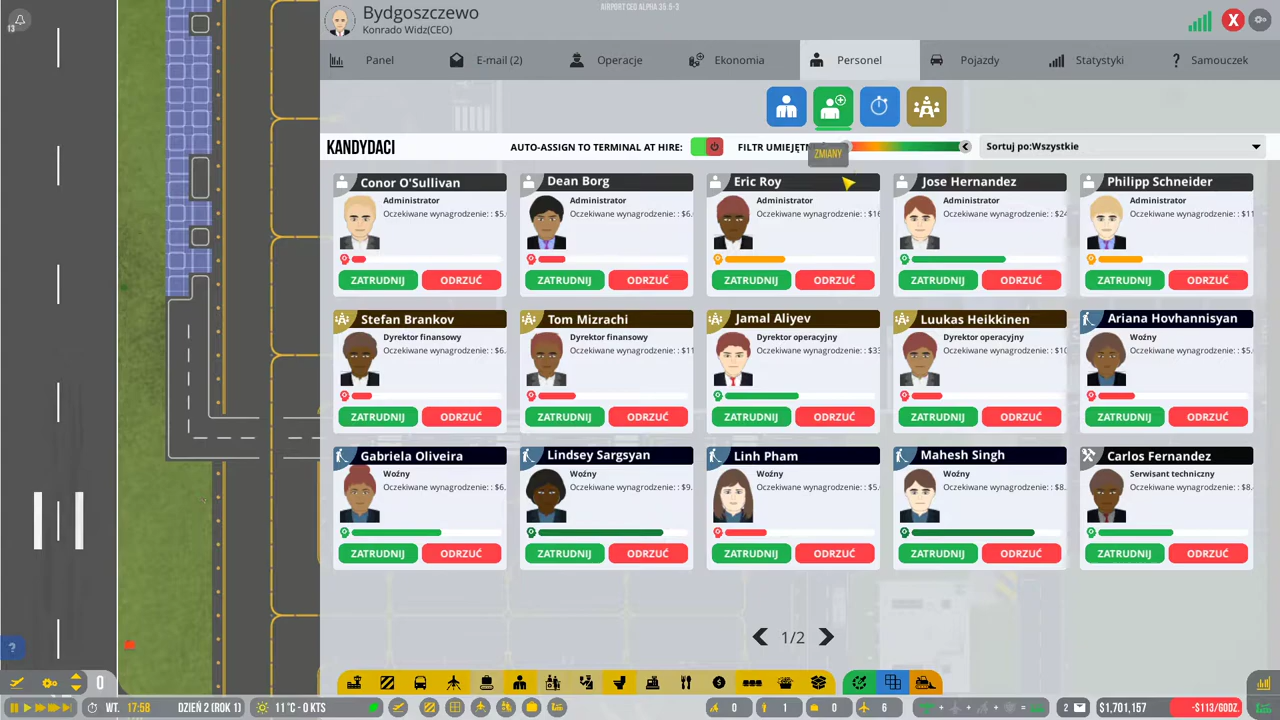 13
Bydgoszczewo
Konrado Widz(CEO)
AIRPORT CEO ALPHA 35.5-3
X
Panel
E-mail (2)
Operacje
Ekonomia
Personel
Pojazdy
Statystyki
? Samouczek
KANDYDACI
AUTO-ASSIGN TO TERMINAL AT HIRE:
FILTR UMIEJĘTN
ZMIANY
Sortuj po:Wszystkie
Conor O'Sullivan
Administrator
Oczekiwane wynagrodzenie: : $5.
ZATRUDNIJ ODRZUĆ
Dean Borg
Administrator
Oczekiwane wynagrodzenie: : $6.
ZATRUDNIJ ODRZUĆ
Eric Roy
Administrator
Oczekiwane wynagrodzenie: : $16
ZATRUDNIJ ODRZUĆ
Jose Hernandez
Administrator
Oczekiwane wynagrodzenie: : $24
ZATRUDNIJ ODRZUĆ
Philipp Schneider
Administrator
Oczekiwane wynagrodzenie: : $11
ZATRUDNIJ ODRZUĆ
Stefan Brankov
Dyrektor finansowy
Oczekiwane wynagrodzenie: : $6.
ZATRUDNIJ ODRZUĆ
Tom Mizrachi
Dyrektor finansowy
Oczekiwane wynagrodzenie: : $11
ZATRUDNIJ ODRZUĆ
Jamal Aliyev
Dyrektor operacyjny
Oczekiwane wynagrodzenie: : $33
ZATRUDNIJ ODRZUĆ
Luukas Heikkinen
Dyrektor operacyjny
Oczekiwane wynagrodzenie: : $10
ZATRUDNIJ ODRZUĆ
Ariana Hovhannisyan
Woźny
Oczekiwane wynagrodzenie: : $5.
ZATRUDNIJ ODRZUĆ
Gabriela Oliveira
Woźny
Oczekiwane wynagrodzenie: : $6.
ZATRUDNIJ ODRZUĆ
Lindsey Sargsyan
Woźny
Oczekiwane wynagrodzenie: : $9.
ZATRUDNIJ ODRZUĆ
Linh Pham
Woźny
Oczekiwane wynagrodzenie: : $5.
ZATRUDNIJ ODRZUĆ
Mahesh Singh
Woźny
Oczekiwane wynagrodzenie: : $8.
ZATRUDNIJ ODRZUĆ
Carlos Fernandez
Serwisant techniczny
Oczekiwane wynagrodzenie: : $8.
ZATRUDNIJ ODRZUĆ
1/2
?
0
WT. 17:58
DZIEŃ 2 (ROK 1)
11 °C - 0 KTS
0
1
0
6
2
$1,701,157
-$113/GODZ.